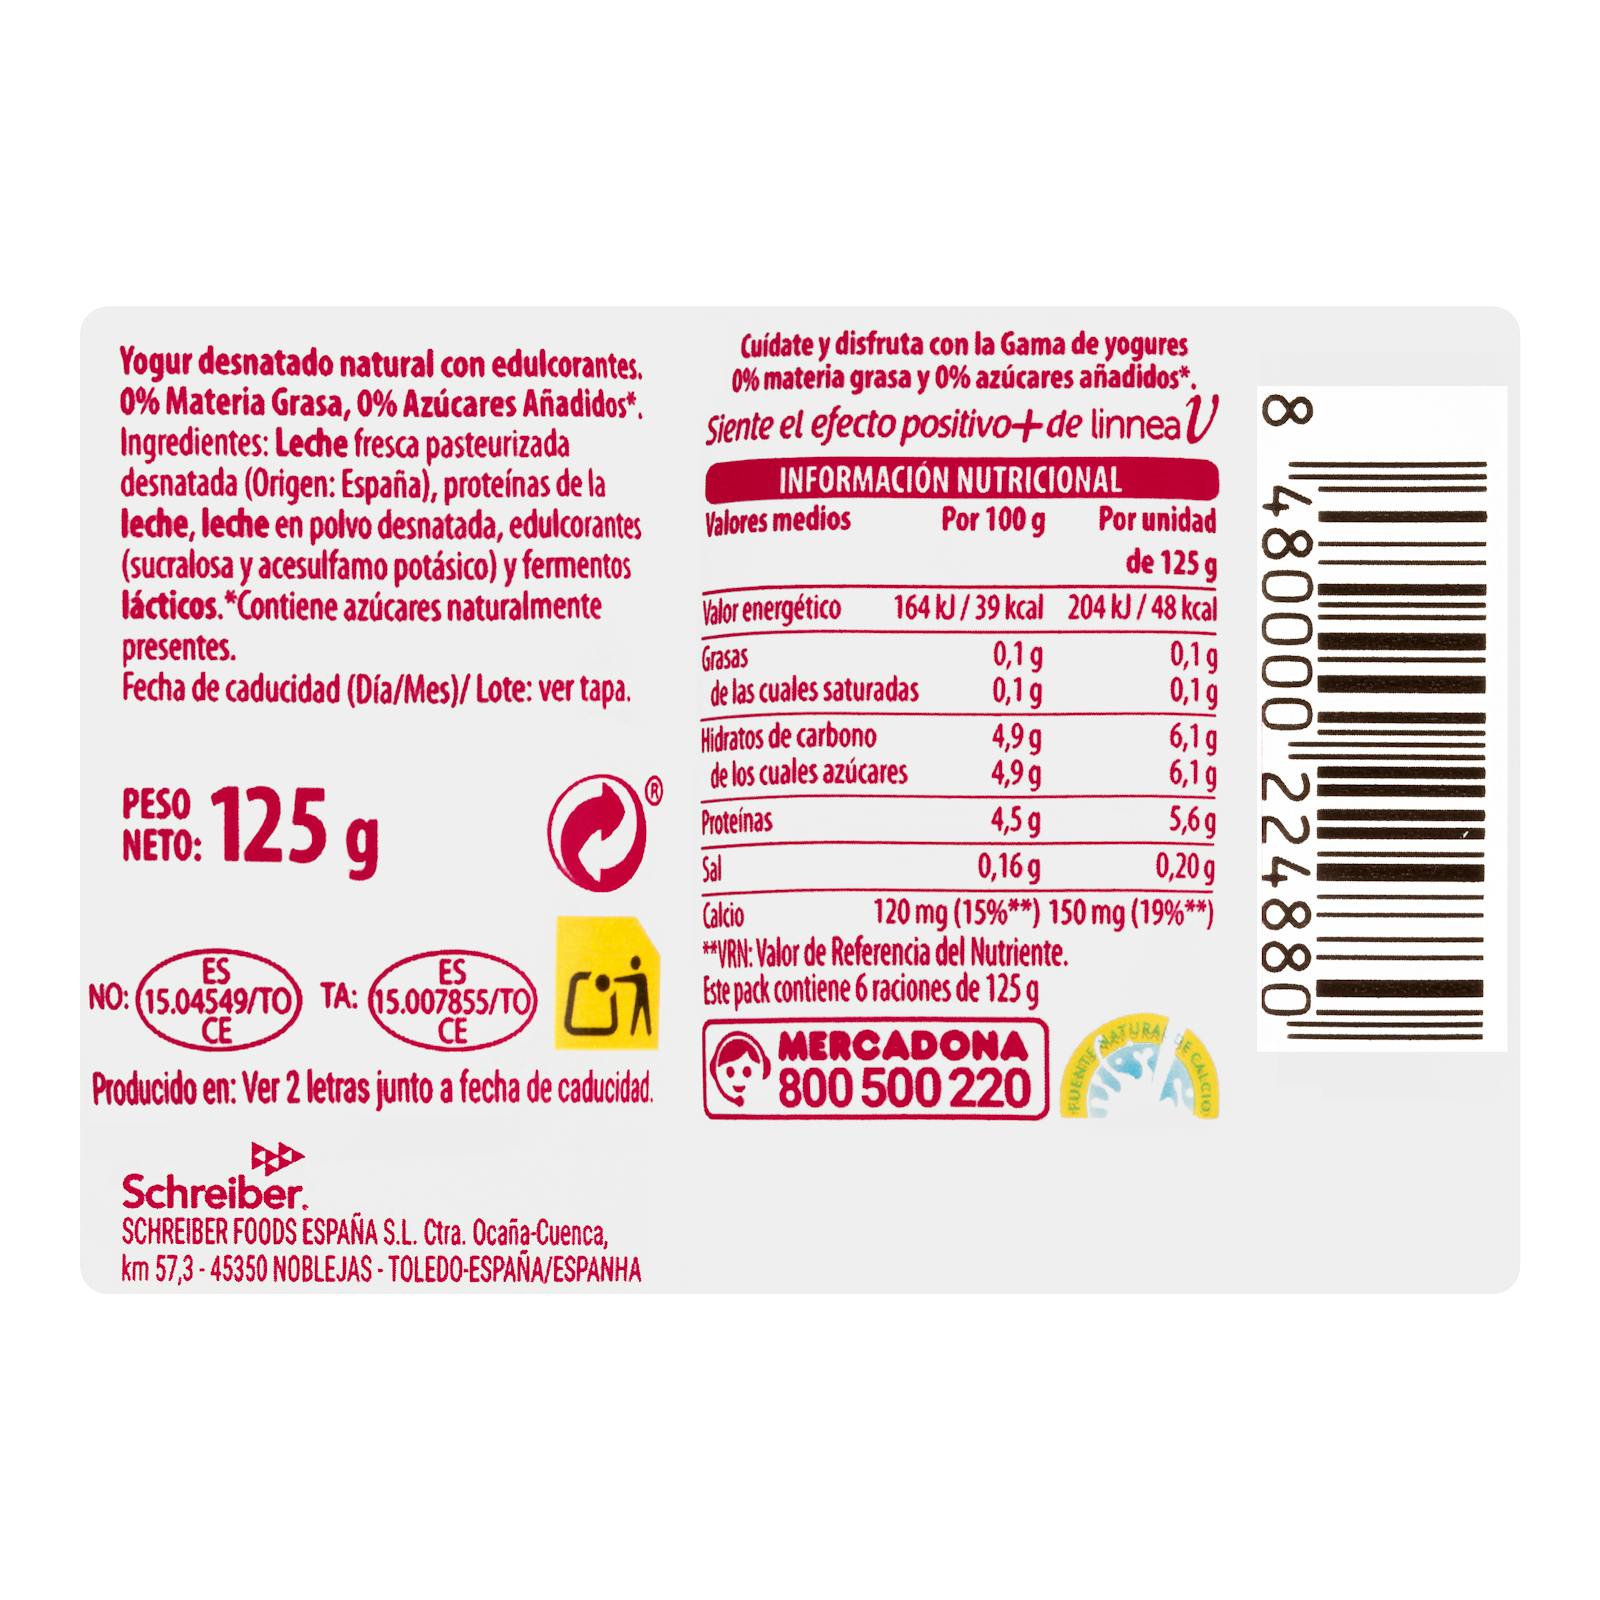 Yogur desnatado natural con edulcorantes.
0% Materia Grasa, 0% Azúcares Añadidos*.
Ingredientes: Leche fresca pasteurizada
desnatada (Origen: España), proteínas de la
leche, leche en polvo desnatada, edulcorantes
(sucralosa y acesulfamo potásico) y fermentos
lácticos.*Contiene azúcares naturalmente
presentes.
Fecha de caducidad (Día/Mes)/ Lote: ver tapa.
PESO
NETO: 125 g
®
NO: ES
15.04549/TO
CE
TA: ES
15.007855/TO
CE
Producido en: Ver 2 letras junto a fecha de caducidad.
Schreiber.
SCHREIBER FOODS ESPAÑA S.L. Ctra. Ocaña-Cuenca,
km 57,3 - 45350 NOBLEJAS - TOLEDO-ESPAÑA/ESPANHA
Cuídate y disfruta con la Gama de yogures
0% materia grasa y 0% azúcares añadidos*.
Siente el efecto positivo+de linnea V
INFORMACIÓN NUTRICIONAL
Valores medios Por 100 g Por unidad
de 125 g
Valor energético 164 kJ / 39 kcal 204 kJ / 48 kcal
Grasas 0,1 g 0,1 g
de las cuales saturadas 0,1 g 0,1 g
Hidratos de carbono 4,9 g 6,1 g
de los cuales azúcares 4,9 g 6,1 g
Proteínas 4,5 g 5,6 g
Sal 0,16 g 0,20 g
Calcio 120 mg (15%**) 150 mg (19%**)
**VRN: Valor de Referencia del Nutriente.
Este pack contiene 6 raciones de 125 g
MERCADONA
800 500 220
FUENTE NATURAL DE CALCIO
8 480000 224880